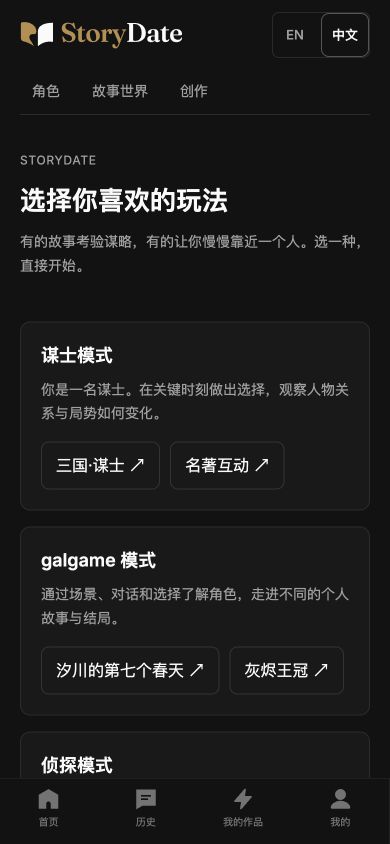 StoryDate
EN 中文
角色 故事世界 创作
STORYDATE
选择你喜欢的玩法
有的故事考验谋略，有的让你慢慢靠近一个人。选一种，
直接开始。
谋士模式
你是一名谋士。在关键时刻做出选择，观察人物关
系与局势如何变化。
三国·谋士 ↗ 名著互动 ↗
galgame 模式
通过场景、对话和选择了解角色，走进不同的个人
故事与结局。
汐川的第七个春天 ↗ 灰烬王冠 ↗
侦探模式
首页 历史 我的作品 我的